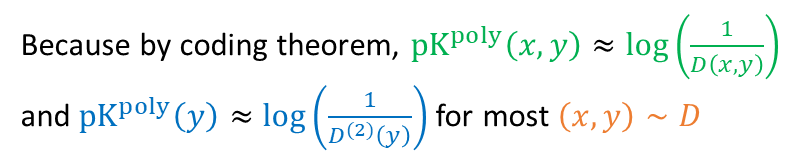 Because by coding theorem, pK^poly(x, y) ≈ log(1/D(x,y))
and pK^poly(y) ≈ log(1/D^(2)(y)) for most (x, y) ~ D